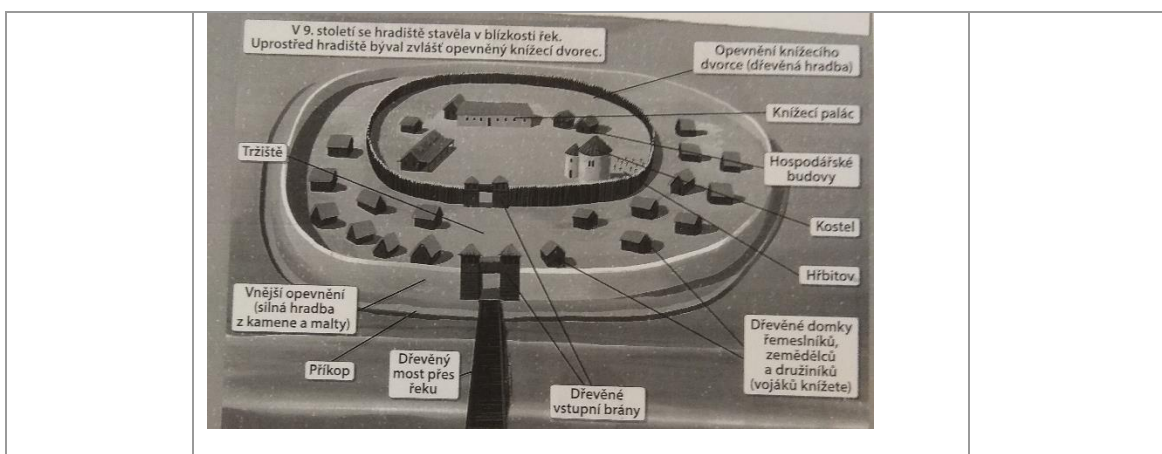 V 9. století se hradiště stavěla v blízkosti řek.
Uprostřed hradiště býval zvlášť opevněný knížecí dvorec.
Opevnění knížecího
dvorce (dřevěná hradba)
Knížecí palác
Tržiště
Hospodářské
budovy
Kostel
Hřbitov
Vnější opevnění
(silná hradba
z kamene a malty)
Příkop
Dřevěný
most přes
řeku
Dřevěné
vstupní brány
Dřevěné domky
řemeslníků,
zemědělců
a družiníků
(vojáků knížete)